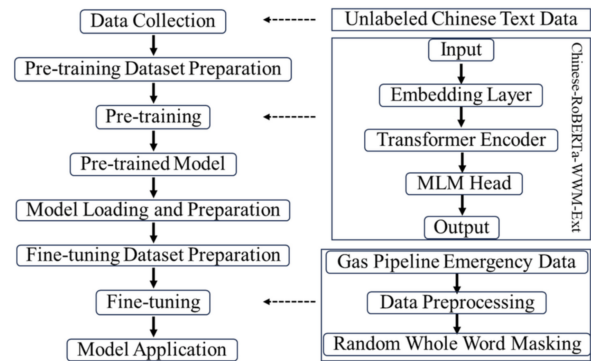 Data Collection
Pre-training Dataset Preparation
Pre-training
Pre-trained Model
Model Loading and Preparation
Fine-tuning Dataset Preparation
Fine-tuning
Model Application
Unlabeled Chinese Text Data
Input
Embedding Layer
Transformer Encoder
MLM Head
Output
Chinese-RoBERTa-WWM-Ext
Gas Pipeline Emergency Data
Data Preprocessing
Random Whole Word Masking